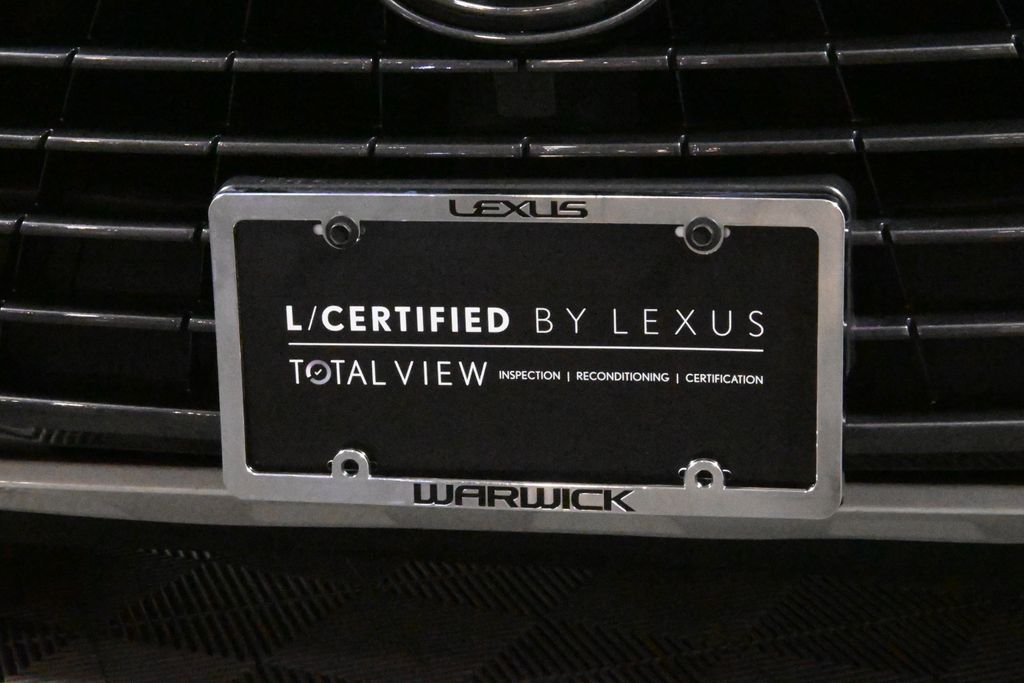 LEXUS
L/CERTIFIED BY LEXUS
TOTAL VIEW INSPECTION | RECONDITIONING | CERTIFICATION
WARWICK